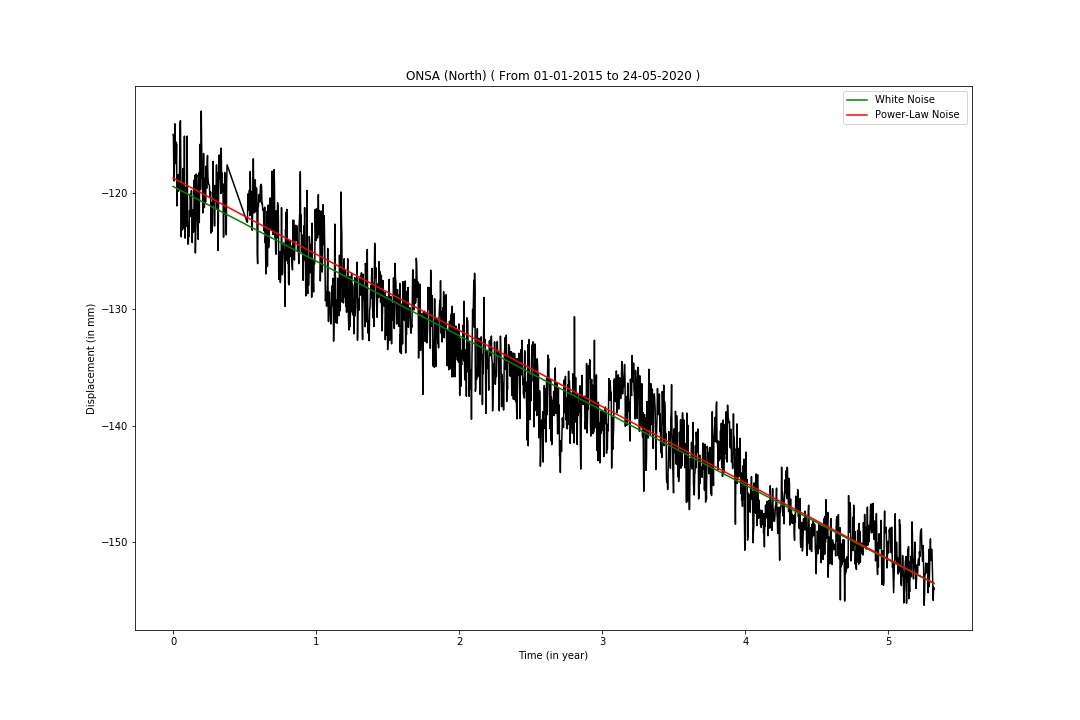 ONSA (North) ( From 01-01-2015 to 24-05-2020 )
White Noise
Power-Law Noise
−120
−130
−140
−150
Displacement (in mm)
0 1 2 3 4 5
Time (in year)